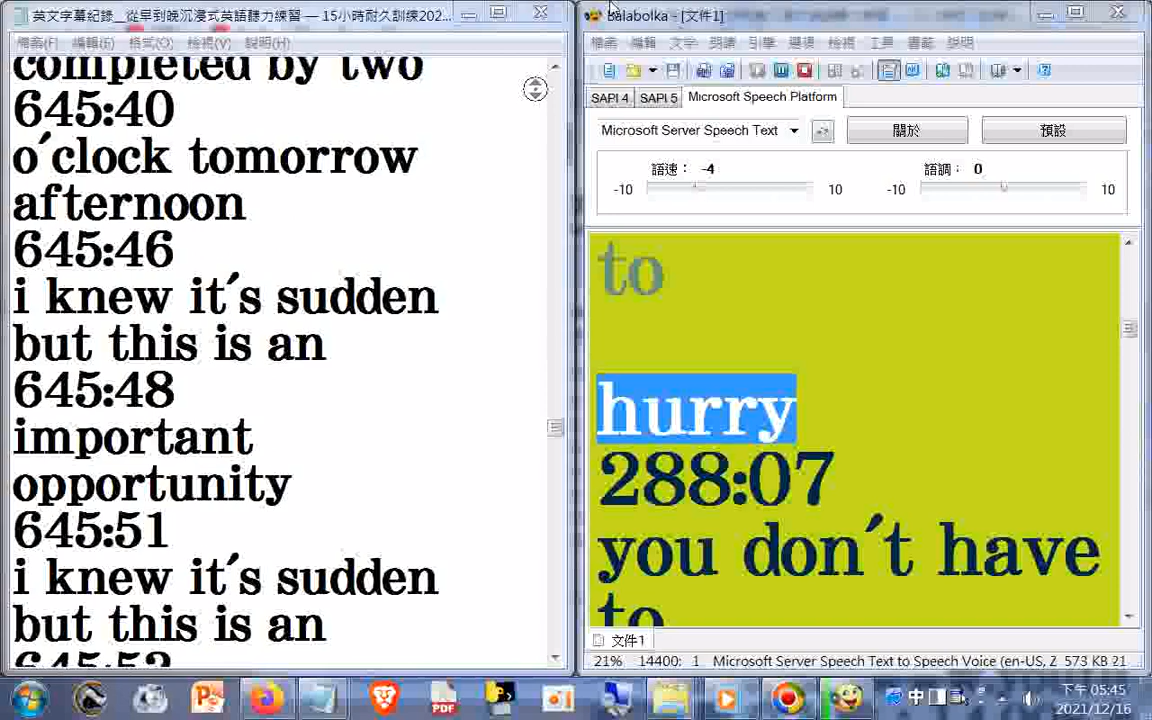 英文字幕紀錄__從早到晚沉浸式英語聽力練習 — 15小時耐久訓練202...
檔案(F) 編輯(E) 格式(O) 檢視(V) 說明(H)
completed by two
645:40
o'clock tomorrow
afternoon
645:46
i knew it's sudden
but this is an
645:48
important
opportunity
645:51
i knew it's sudden
but this is an
645:52
Balabolka - [文件1]
檔案 編輯 文字 朗讀 引擎 選項 檢視 工具 書籤 說明
SAPI 4 SAPI 5 Microsoft Speech Platform
Microsoft Server Speech Text 關於 預設
語速： -4 語調： 0
-10 10 -10 10
to
hurry
288:07
you don't have
to
文件1
21% 14400: 1 Microsoft Server Speech Text to Speech Voice (en-US, Z 573 KB 21
PDF 中 下午 05:45
2021/12/16